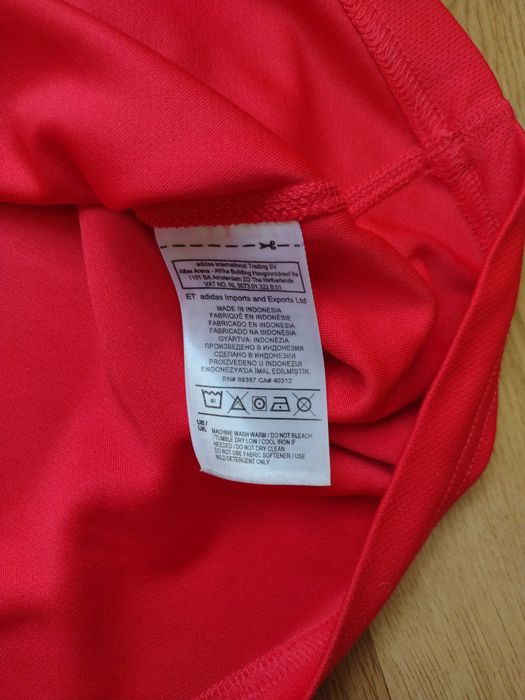 adidas International Trading BV
Atlas Arena - Afrika Building Hoogoorddreef 9a
1101 BA Amsterdam ZO The Netherlands
VAT NO. NL 8073.01.322.B.01
ET: adidas Imports and Exports Ltd
MADE IN INDONESIA
FABRIQUÉ EN INDONÉSIE
FABRICADO EN INDONESIA
FABRICADO NA INDONÉSIA
GYÁRTVA: INDONÉZIA
ПРОИЗВЕДЕНО В ИНДОНЕЗИЯ
СДЕЛАНО В ИНДОНЕЗИИ
PROIZVEDENO U INDONEZIJI
ENDONEZYA'DA İMAL EDİLMİŞTİR.
RN# 88387 CA# 40312
40
US / UK: MACHINE WASH WARM / DO NOT BLEACH
/ TUMBLE DRY LOW / COOL IRON IF
NEEDED / DO NOT DRY CLEAN
DO NOT USE FABRIC SOFTENER / USE
MILD DETERGENT ONLY